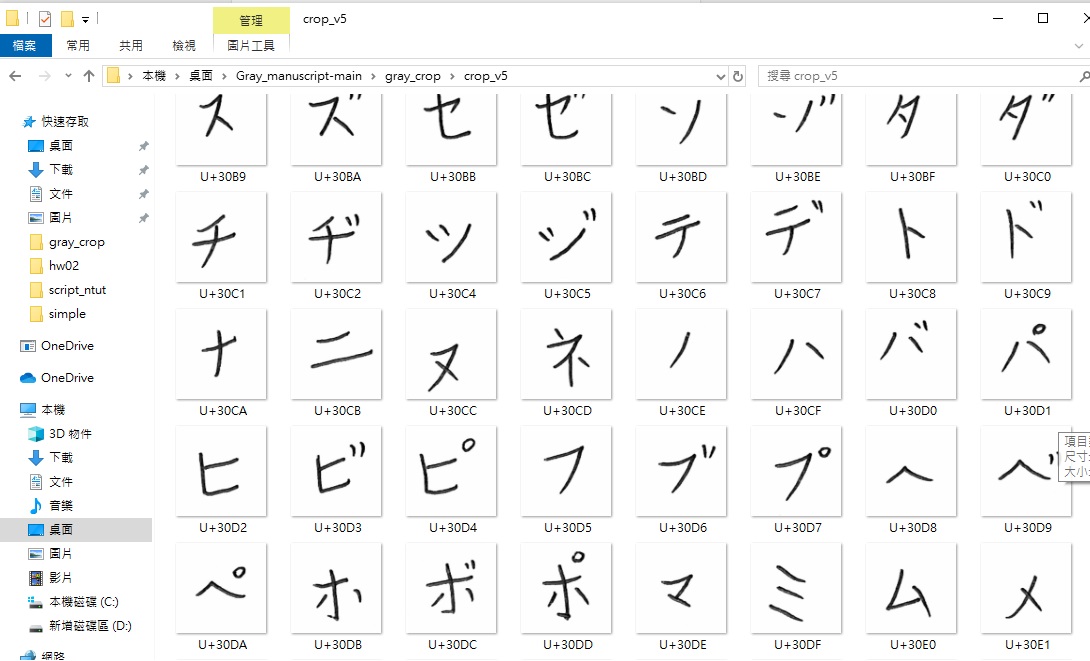 管理
crop_v5
檔案
常用
共用
檢視
圖片工具
本機 › 桌面 › Gray_manuscript-main › gray_crop › crop_v5
搜尋 crop_v5
快速存取
桌面
下載
文件
圖片
gray_crop
hw02
script_ntut
simple
OneDrive
OneDrive
本機
3D 物件
下載
文件
音樂
桌面
圖片
影片
本機磁碟 (C:)
新增磁碟區 (D:)
網路
ス ズ セ ゼ ソ ゾ タ ダ
U+30B9 U+30BA U+30BB U+30BC U+30BD U+30BE U+30BF U+30C0
チ ヂ ツ ヅ テ デ ト ド
U+30C1 U+30C2 U+30C4 U+30C5 U+30C6 U+30C7 U+30C8 U+30C9
ナ ニ ヌ ネ ノ ハ バ パ
U+30CA U+30CB U+30CC U+30CD U+30CE U+30CF U+30D0 U+30D1
ヒ ビ ピ フ ブ プ ヘ ベ
U+30D2 U+30D3 U+30D4 U+30D5 U+30D6 U+30D7 U+30D8 U+30D9
ペ ホ ボ ポ マ ミ ム メ
U+30DA U+30DB U+30DC U+30DD U+30DE U+30DF U+30E0 U+30E1
項目
尺寸:
大小: